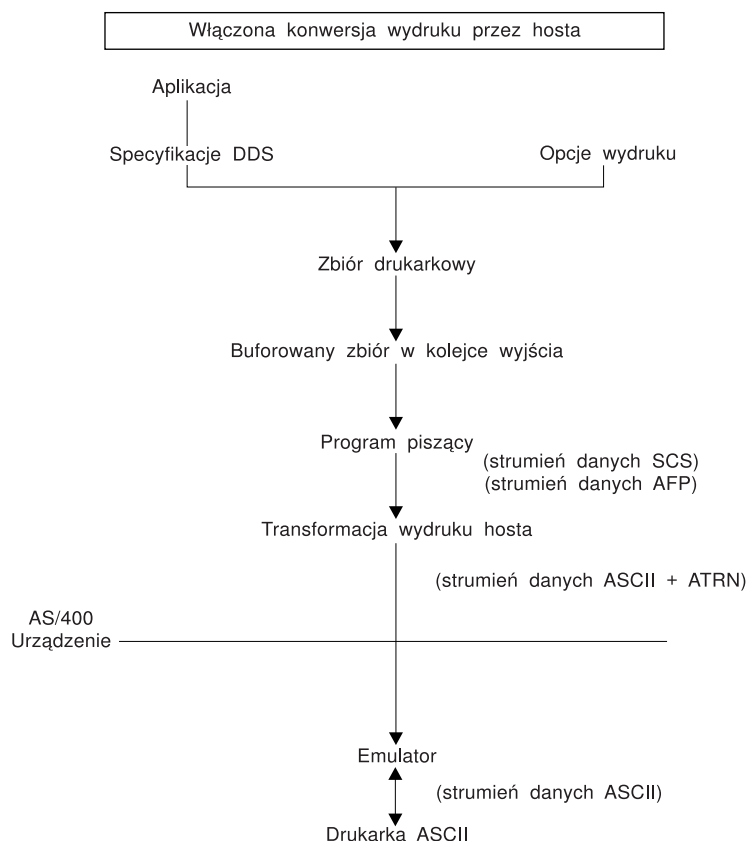 Włączona konwersja wydruku przez hosta
Aplikacja
Specyfikacje DDS
Opcje wydruku
Zbiór drukarkowy
Buforowany zbiór w kolejce wyjścia
Program piszący
(strumień danych SCS)
(strumień danych AFP)
Transformacja wydruku hosta
(strumień danych ASCII + ATRN)
AS/400
Urządzenie
Emulator
(strumień danych ASCII)
Drukarka ASCII